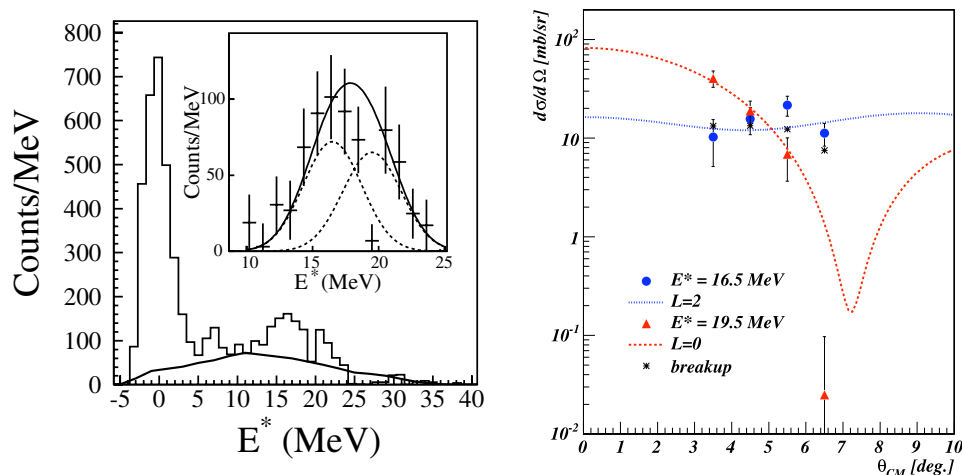 Counts/MeV
800
700
600
500
400
300
200
100
0
-5 0 5 10 15 20 25 30 35 40
E* (MeV)
Counts/MeV
100
50
0
10 15 20 25
E* (MeV)
dσ/dΩ [mb/sr]
10²
10
1
10⁻¹
10⁻²
E* = 16.5 MeV
L=2
E* = 19.5 MeV
L=0
breakup
0 1 2 3 4 5 6 7 8 9 10
θCM [deg.]